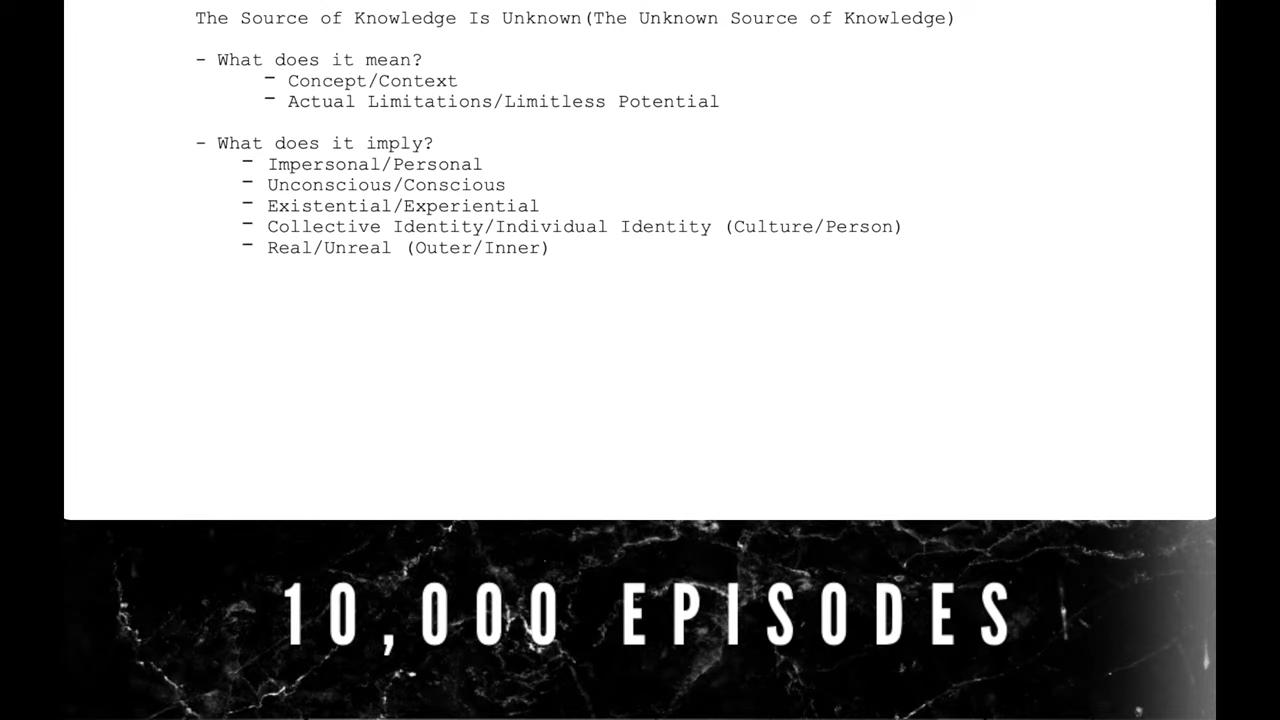 The Source of Knowledge Is Unknown(The Unknown Source of Knowledge)
- What does it mean?
- Concept/Context
- Actual Limitations/Limitless Potential
- What does it imply?
- Impersonal/Personal
- Unconscious/Conscious
- Existential/Experiential
- Collective Identity/Individual Identity (Culture/Person)
- Real/Unreal (Outer/Inner)
10,000 EPISODES